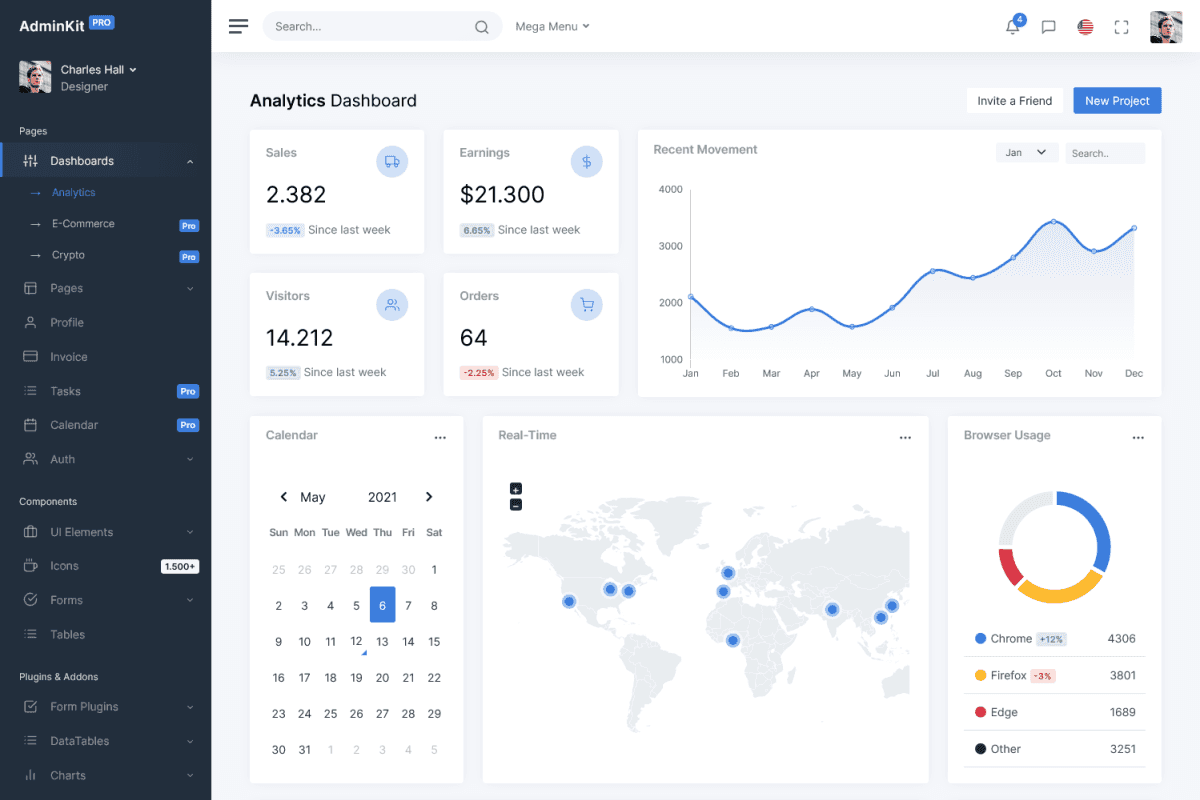 AdminKit PRO
Charles Hall
Designer
Pages
Dashboards
→ Analytics
→ E-Commerce Pro
→ Crypto Pro
Pages
Profile
Invoice
Tasks Pro
Calendar Pro
Auth
Components
UI Elements
Icons 1.500+
Forms
Tables
Plugins & Addons
Form Plugins
DataTables
Charts
Search...
Mega Menu
4
Analytics Dashboard
Invite a Friend
New Project
Sales
2.382
-3.65% Since last week
Earnings
$
$21.300
6.65% Since last week
Visitors
14.212
5.25% Since last week
Orders
64
-2.25% Since last week
Recent Movement
Jan
Search..
4000
3000
2000
1000
Jan Feb Mar Apr May Jun Jul Aug Sep Oct Nov Dec
Calendar
...
May 2021
Sun Mon Tue Wed Thu Fri Sat
25 26 27 28 29 30 1
2 3 4 5 6 7 8
9 10 11 12 13 14 15
16 17 18 19 20 21 22
23 24 25 26 27 28 29
30 31 1 2 3 4 5
Real-Time
...
+
−
Browser Usage
...
Chrome +12% 4306
Firefox -3% 3801
Edge 1689
Other 3251